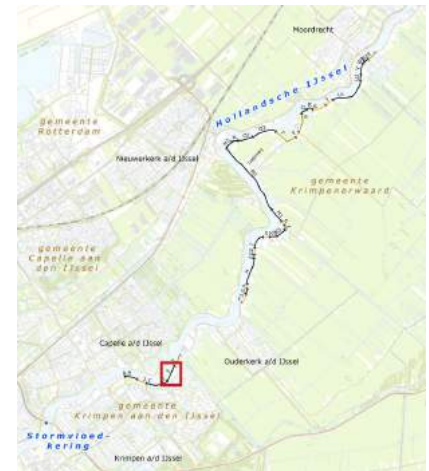 Moordrecht
Hollandsche IJssel
gemeente
Rotterdam
Nieuwerkerk a/d IJssel
gemeente
Krimpenerwaard
gemeente
Capelle aan
den IJssel
Capelle a/d IJssel
Ouderkerk a/d IJssel
gemeente
Krimpen aan den IJssel
Stormvloed-
kering
Krimpen a/d IJssel